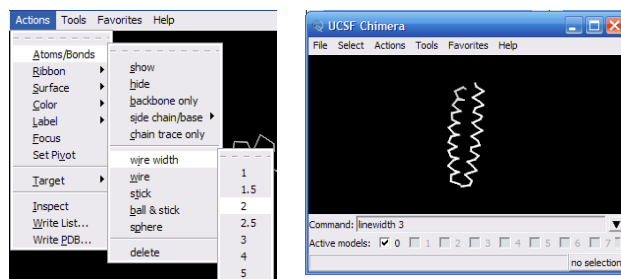 Actions Tools Favorites Help
Atoms/Bonds
Ribbon
Surface
Color
Label
Focus
Set Pivot
Target
Inspect
Write List...
Write PDB...
show
hide
backbone only
side chain/base
chain trace only
wire width
wire
stick
ball & stick
sphere
delete
1
1.5
2
2.5
3
4
5
UCSF Chimera
File Select Actions Tools Favorites Help
Command: linewidth 3
Active models: 0 1 2 3 4 5 6 7
no selection